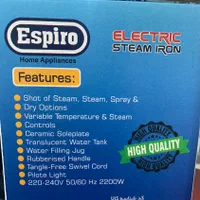 Espiro
Home Appliances
ELECTRIC
STEAM IRON
Features:
Shot of Steam, Steam, Spray &
Dry Options
Variable Temperature & Steam
Controls
Ceramic Soleplate
Translucent Water Tank
Water Filling Jug
Rubberised Handle
Tangle-Free Swivel Cord
Pilote Light
220-240V 50/60 Hz 2200W
HIGH QUALITY